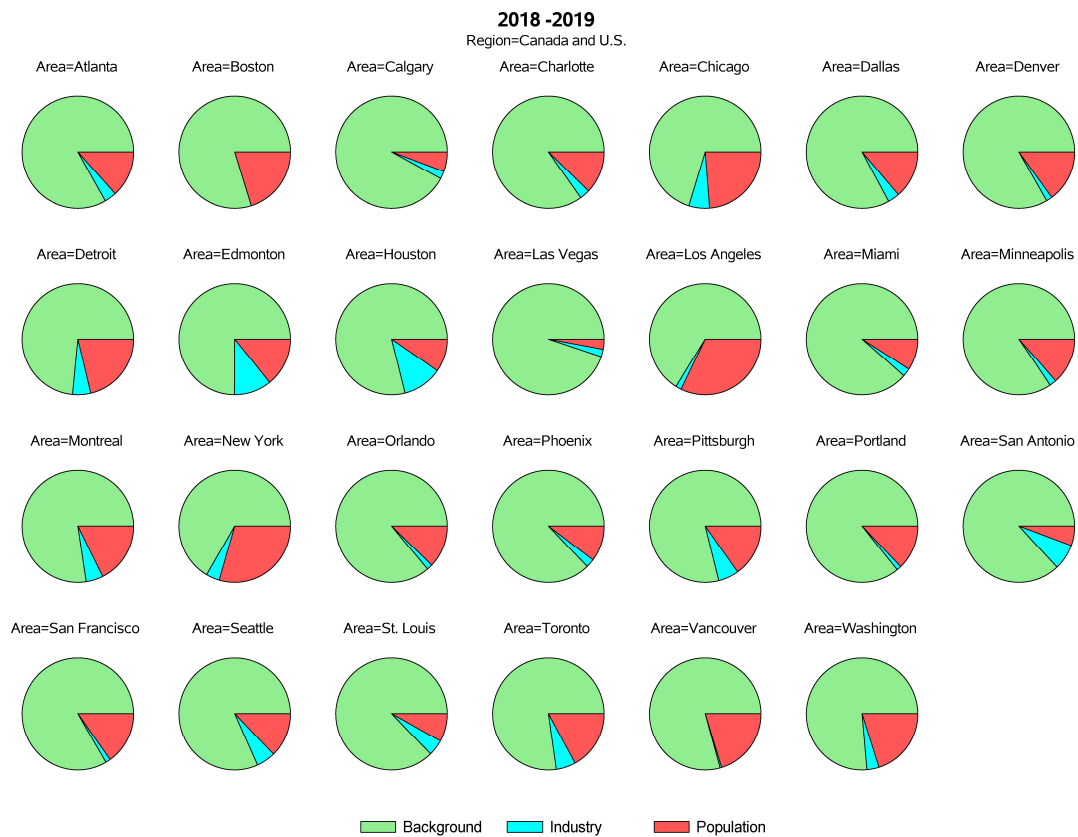 2018 -2019
Region=Canada and U.S.
Area=Atlanta
Area=Boston
Area=Calgary
Area=Charlotte
Area=Chicago
Area=Dallas
Area=Denver
Area=Detroit
Area=Edmonton
Area=Houston
Area=Las Vegas
Area=Los Angeles
Area=Miami
Area=Minneapolis
Area=Montreal
Area=New York
Area=Orlando
Area=Phoenix
Area=Pittsburgh
Area=Portland
Area=San Antonio
Area=San Francisco
Area=Seattle
Area=St. Louis
Area=Toronto
Area=Vancouver
Area=Washington
Background
Industry
Population